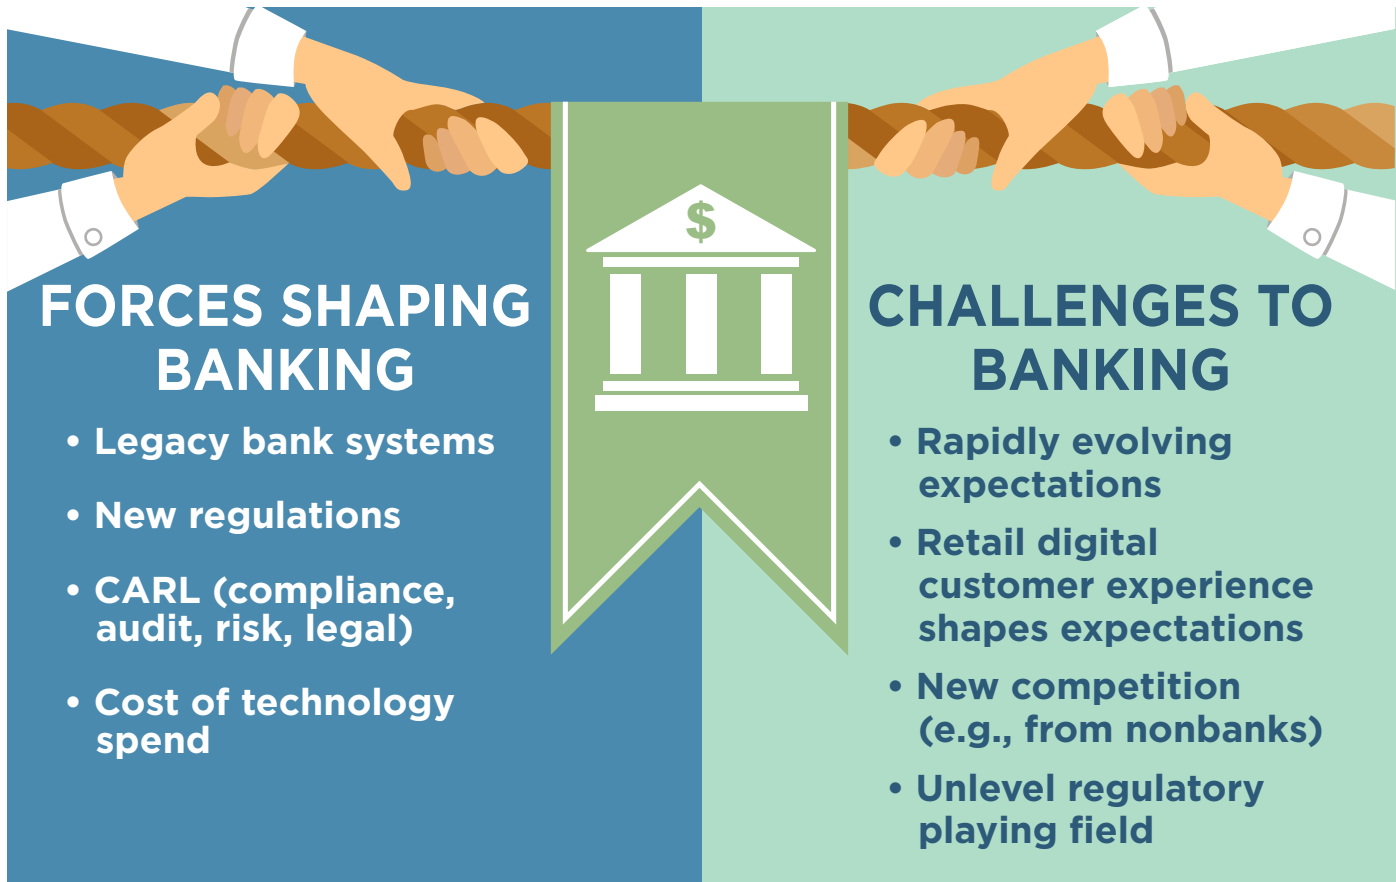 $
FORCES SHAPING
BANKING
• Legacy bank systems
• New regulations
• CARL (compliance,
audit, risk, legal)
• Cost of technology
spend
CHALLENGES TO
BANKING
• Rapidly evolving
expectations
• Retail digital
customer experience
shapes expectations
• New competition
(e.g., from nonbanks)
• Unlevel regulatory
playing field